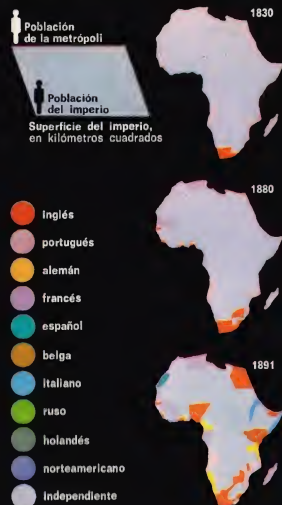 Población
de la metrópoli
Población
del imperio
Superficie del imperio,
en kilómetros cuadrados
inglés
portugués
alemán
francés
español
belga
italiano
ruso
holandés
norteamericano
independiente
1830
1880
1891